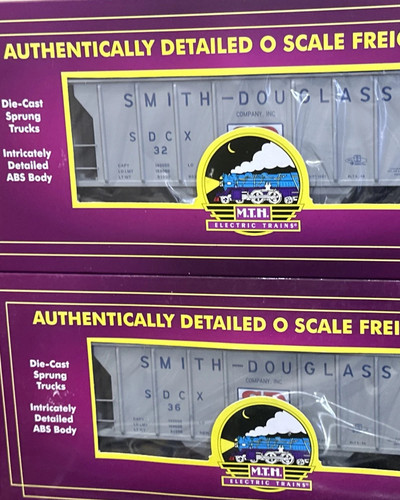 AUTHENTICALLY DETAILED O SCALE FREI
Die-Cast
Sprung
Trucks
Intricately
Detailed
ABS Body
SMITH-DOUGLASS
COMPANY, INC
SDCX
32
M.T.H.
ELECTRIC TRAINS®
AUTHENTICALLY DETAILED O SCALE FREI
Die-Cast
Sprung
Trucks
Intricately
Detailed
ABS Body
SMITH-DOUGLASS
COMPANY, INC
SDCX
36
M.T.H.
ELECTRIC TRAINS